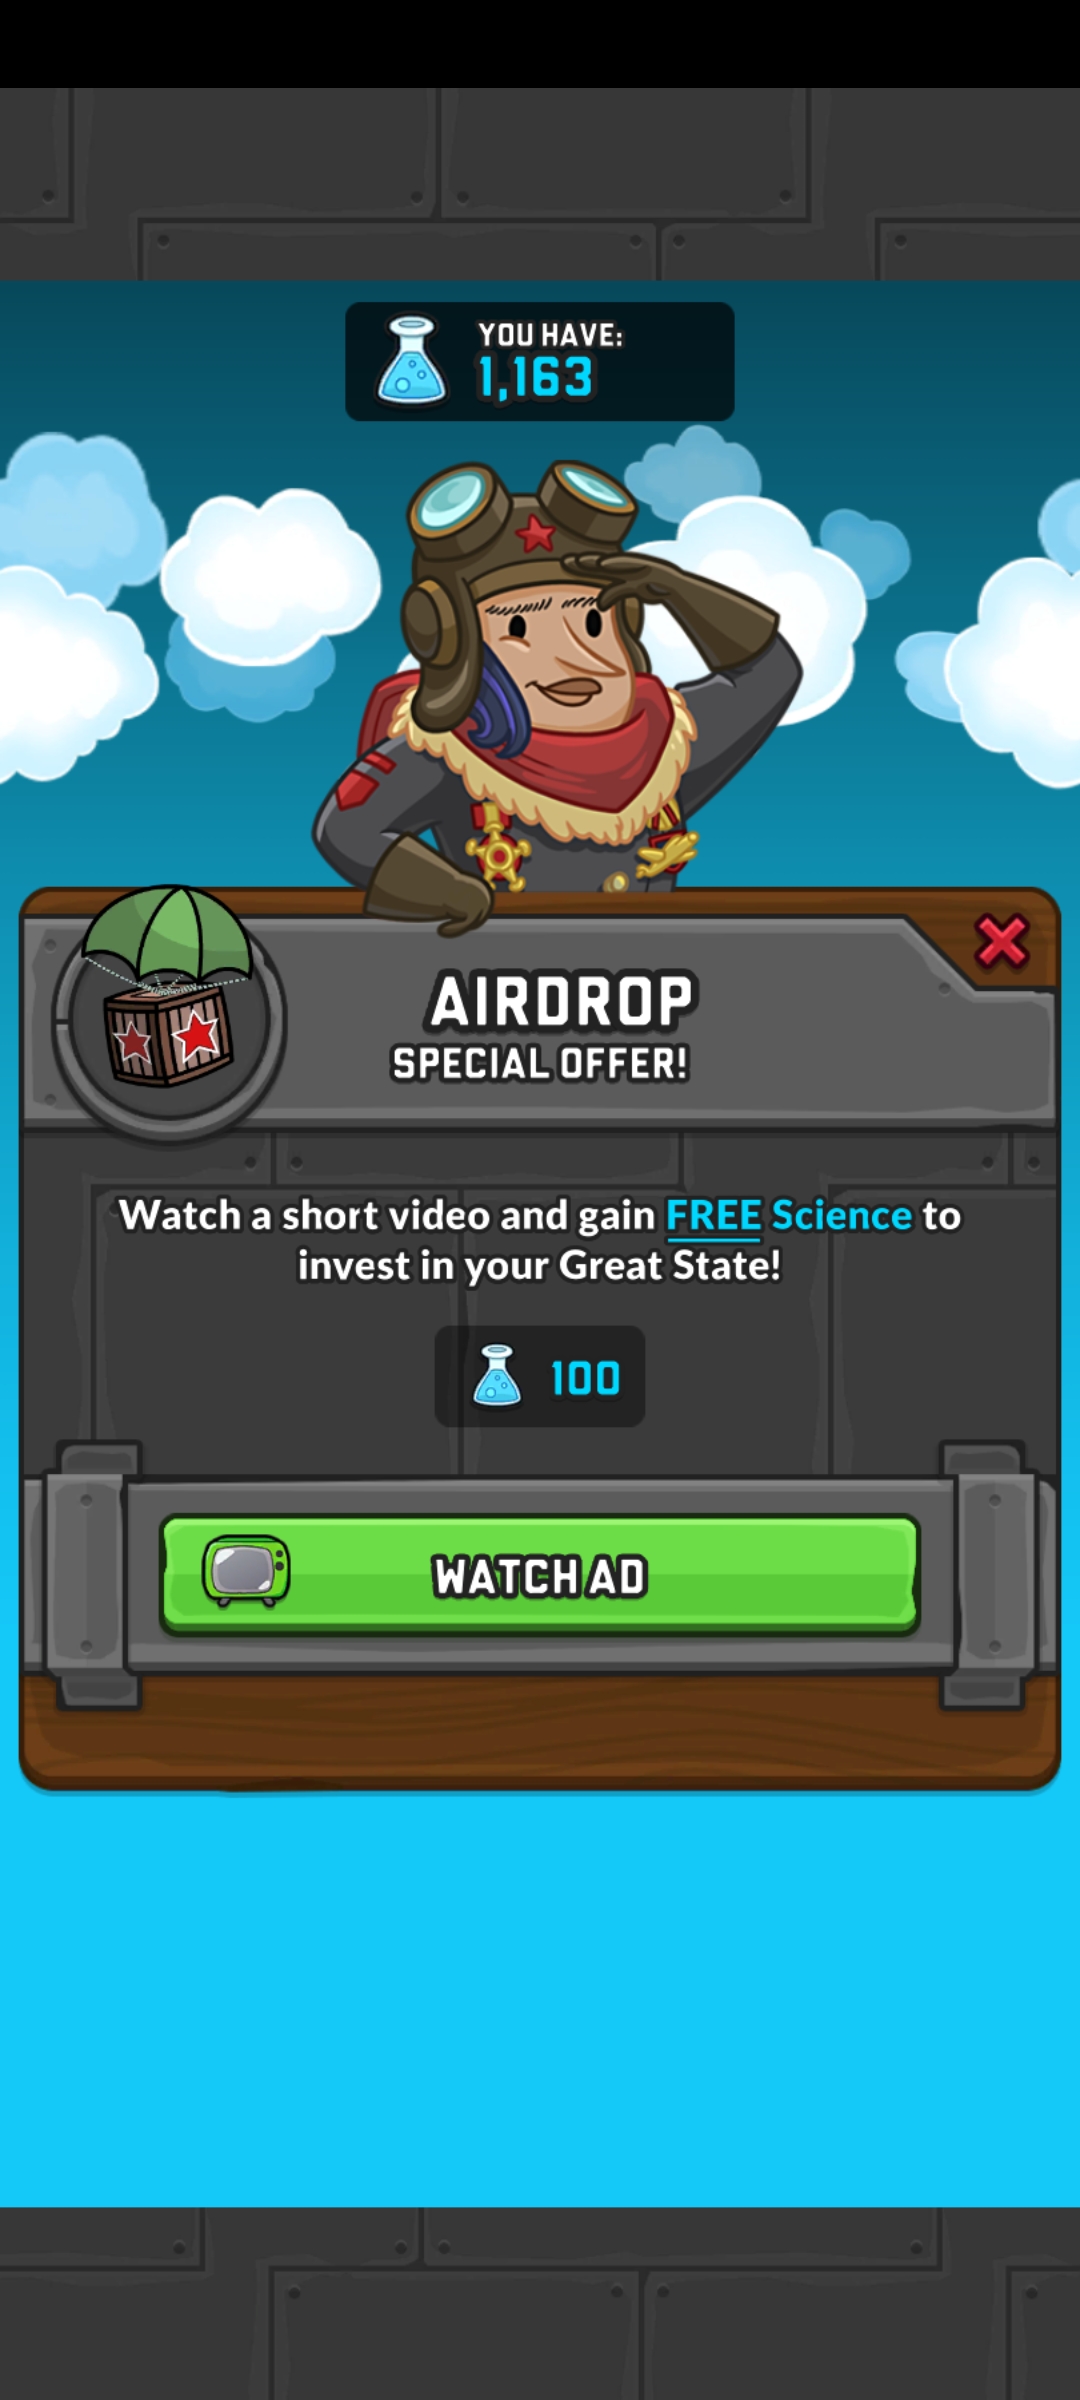 YOU HAVE:
1,163
AIRDROP
SPECIAL OFFER!
Watch a short video and gain FREE Science to
invest in your Great State!
100
WATCH AD